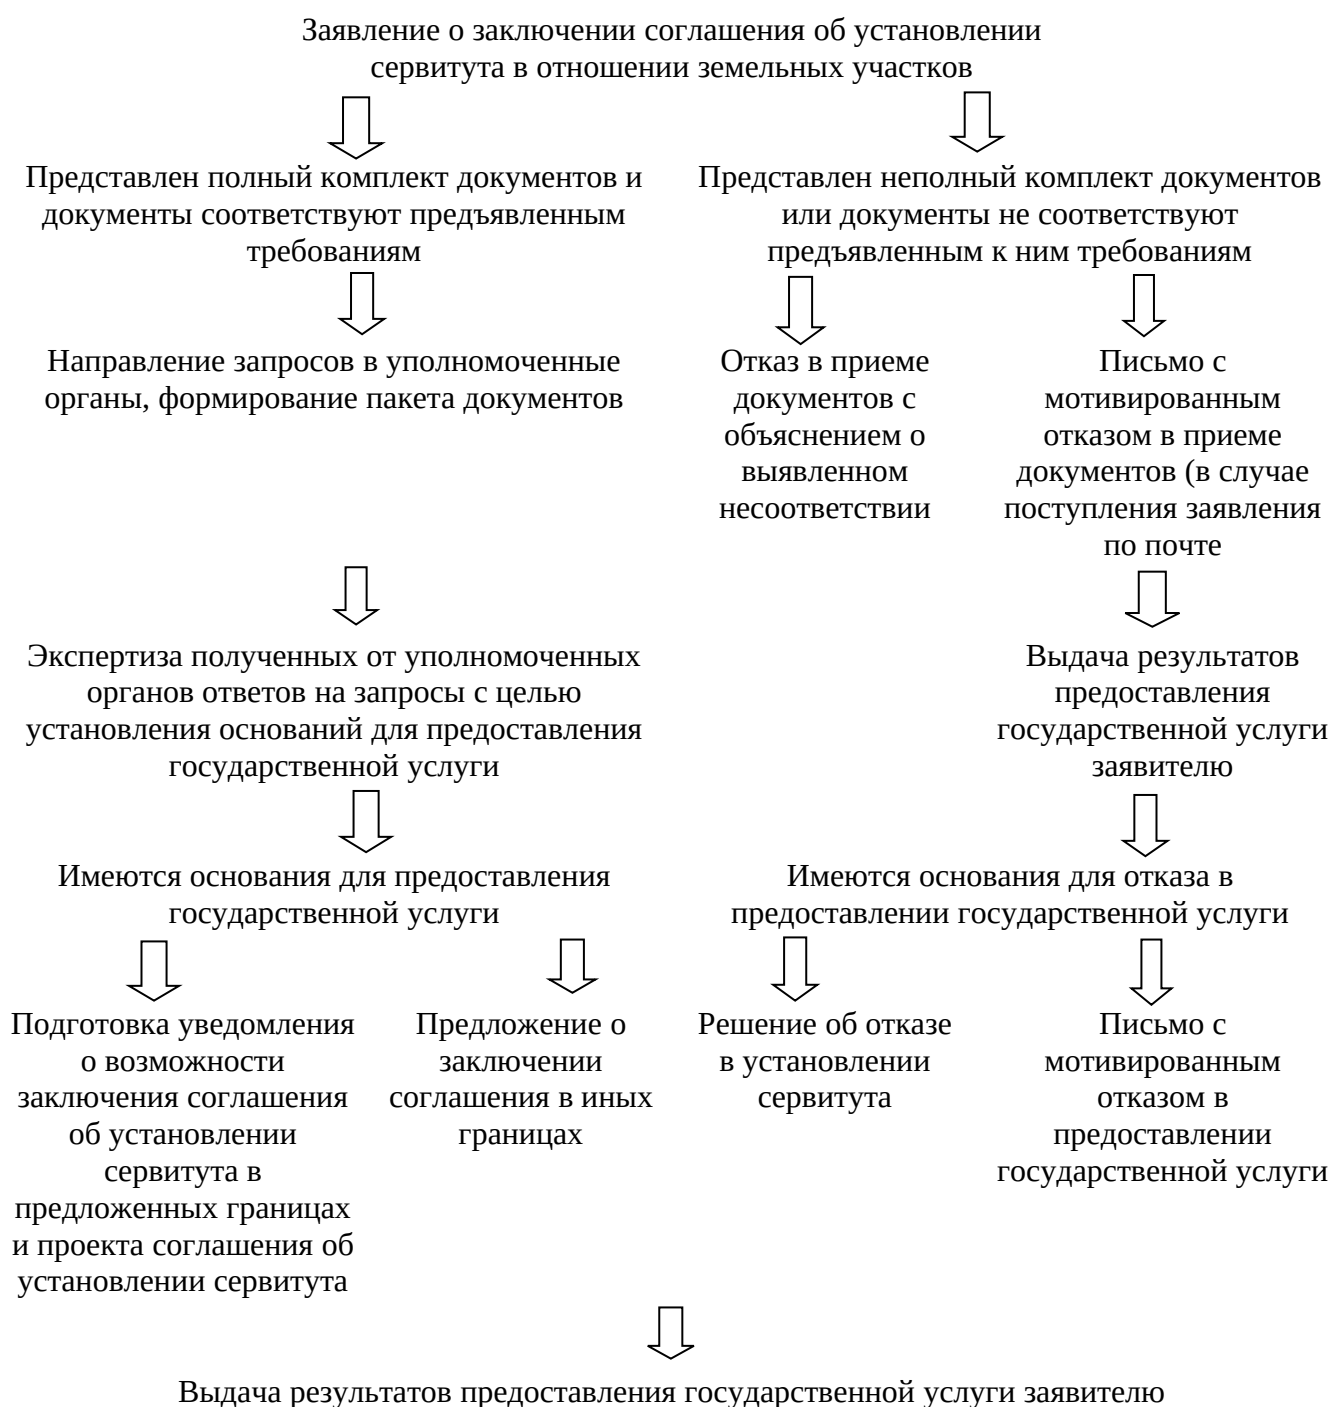 Заявление о заключении соглашения об установлении
сервитута в отношении земельных участков
Представлен полный комплект документов и
документы соответствуют предъявленным
требованиям
Представлен неполный комплект документов
или документы не соответствуют
предъявленным к ним требованиям
Направление запросов в уполномоченные
органы, формирование пакета документов
Отказ в приеме
документов с
объяснением о
выявленном
несоответствии
Письмо с
мотивированным
отказом в приеме
документов (в случае
поступления заявления
по почте
Экспертиза полученных от уполномоченных
органов ответов на запросы с целью
установления оснований для предоставления
государственной услуги
Выдача результатов
предоставления
государственной услуги
заявителю
Имеются основания для предоставления
государственной услуги
Имеются основания для отказа в
предоставлении государственной услуги
Подготовка уведомления
о возможности
заключения соглашения
об установлении
сервитута в
предложенных границах
и проекта соглашения об
установлении сервитута
Предложение о
заключении
соглашения в иных
границах
Решение об отказе
в установлении
сервитута
Письмо с
мотивированным
отказом в
предоставлении
государственной услуги
Выдача результатов предоставления государственной услуги заявителю